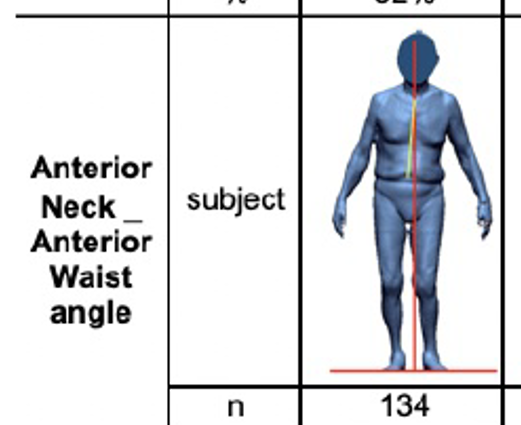 Anterior
Neck _
Anterior
Waist
angle
subject
n
134